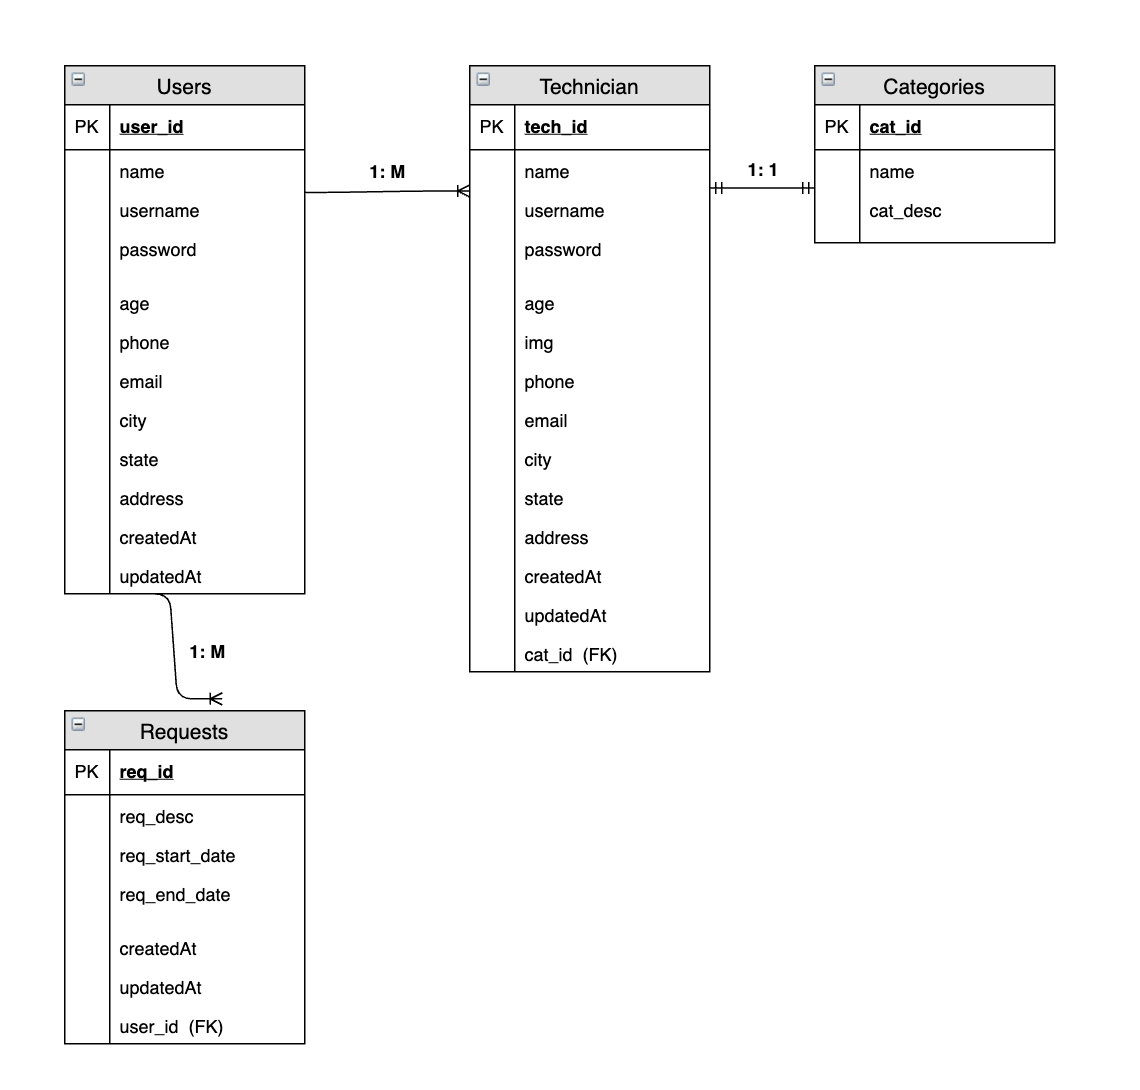 Users
PK user_id
name
username
password
age
phone
email
city
state
address
createdAt
updatedAt
1: M
Technician
PK tech_id
name
username
password
age
img
phone
email
city
state
address
createdAt
updatedAt
cat_id (FK)
1: 1
Categories
PK cat_id
name
cat_desc
1: M
Requests
PK req_id
req_desc
req_start_date
req_end_date
createdAt
updatedAt
user_id (FK)